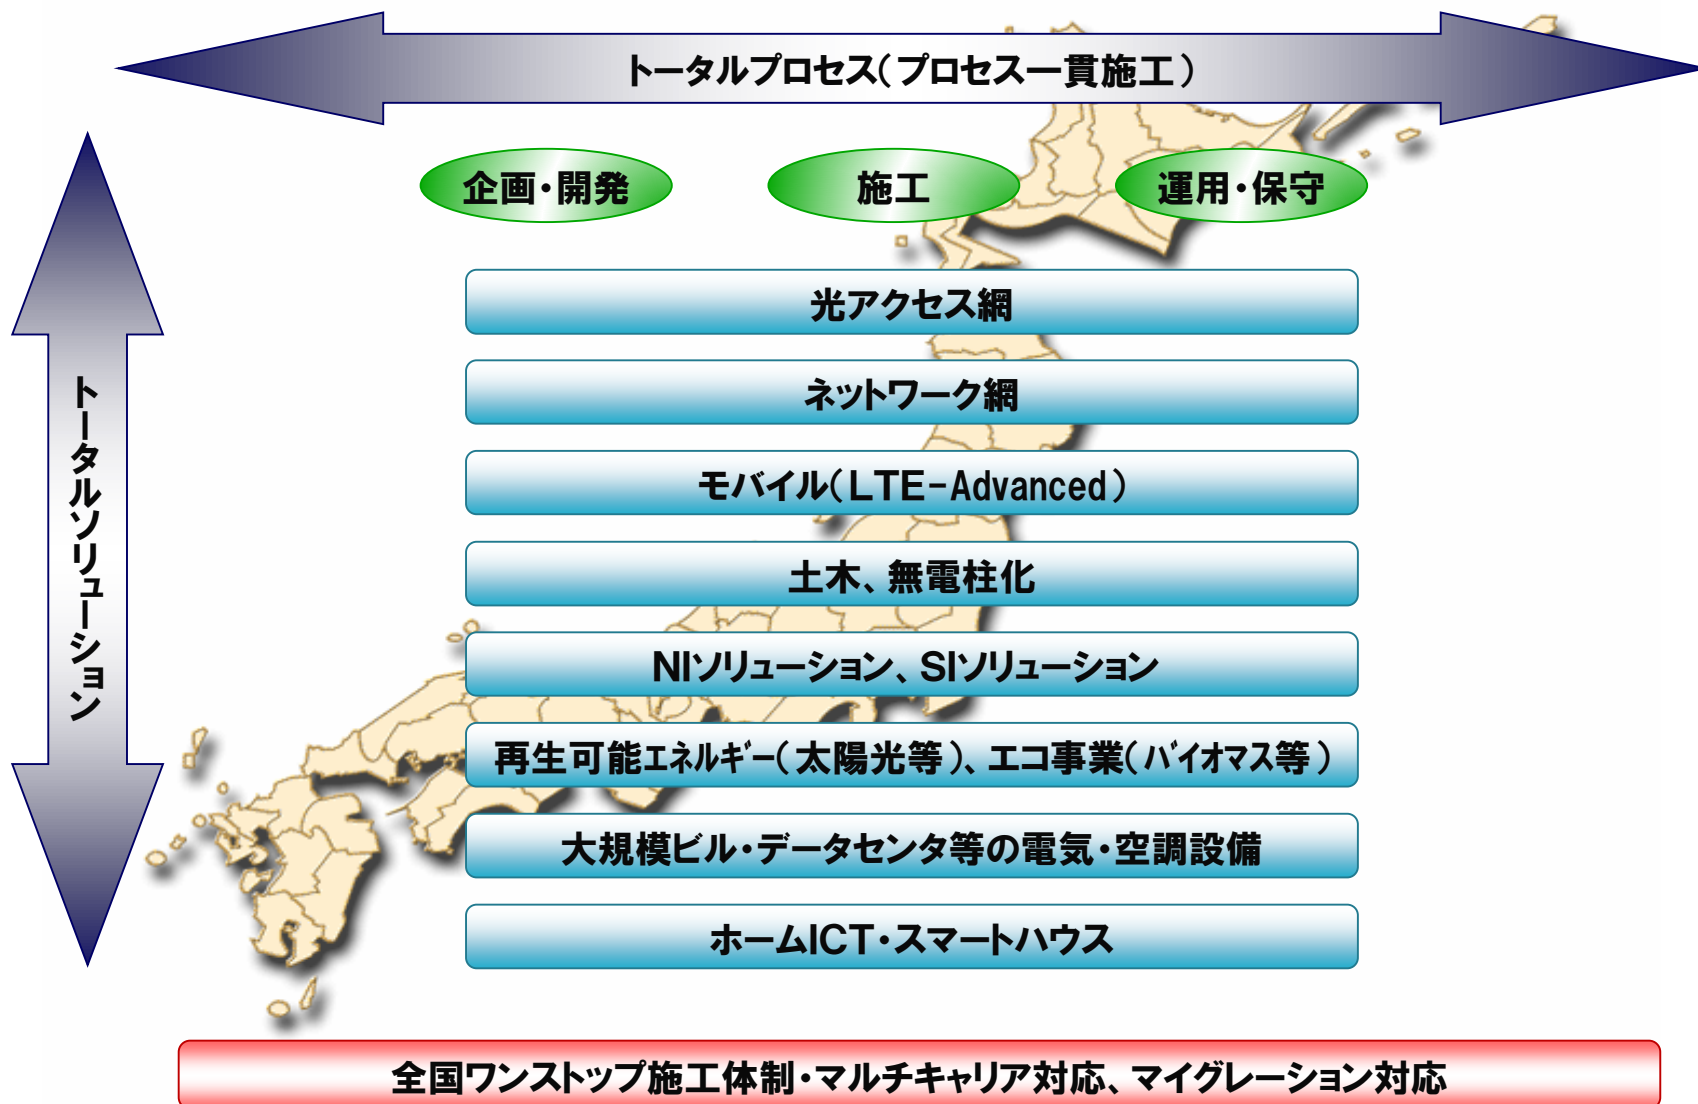 トータルプロセス(プロセス一貫施工)
企画・開発
施工
運用・保守
トータルソリューション
光アクセス網
ネットワーク網
モバイル(LTE-Advanced)
土木、無電柱化
NIソリューション、SIソリューション
再生可能エネルギー(太陽光等)、エコ事業(バイオマス等)
大規模ビル・データセンタ等の電気・空調設備
ホームICT・スマートハウス
全国ワンストップ施工体制・マルチキャリア対応、マイグレーション対応